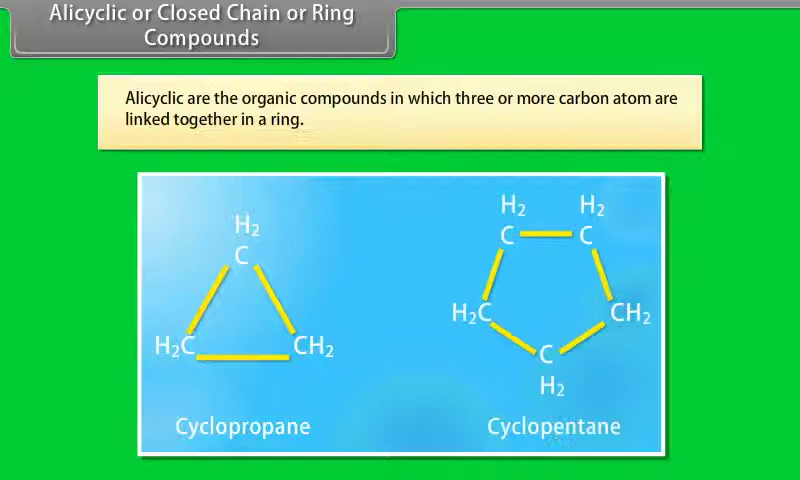 Alicyclic or Closed Chain or Ring
Compounds
Alicyclic are the organic compounds in which three or more carbon atom are
linked together in a ring.
H₂ H₂
H₂ C C
C
H₂C CH₂
H₂C CH₂ C
H₂
Cyclopropane Cyclopentane